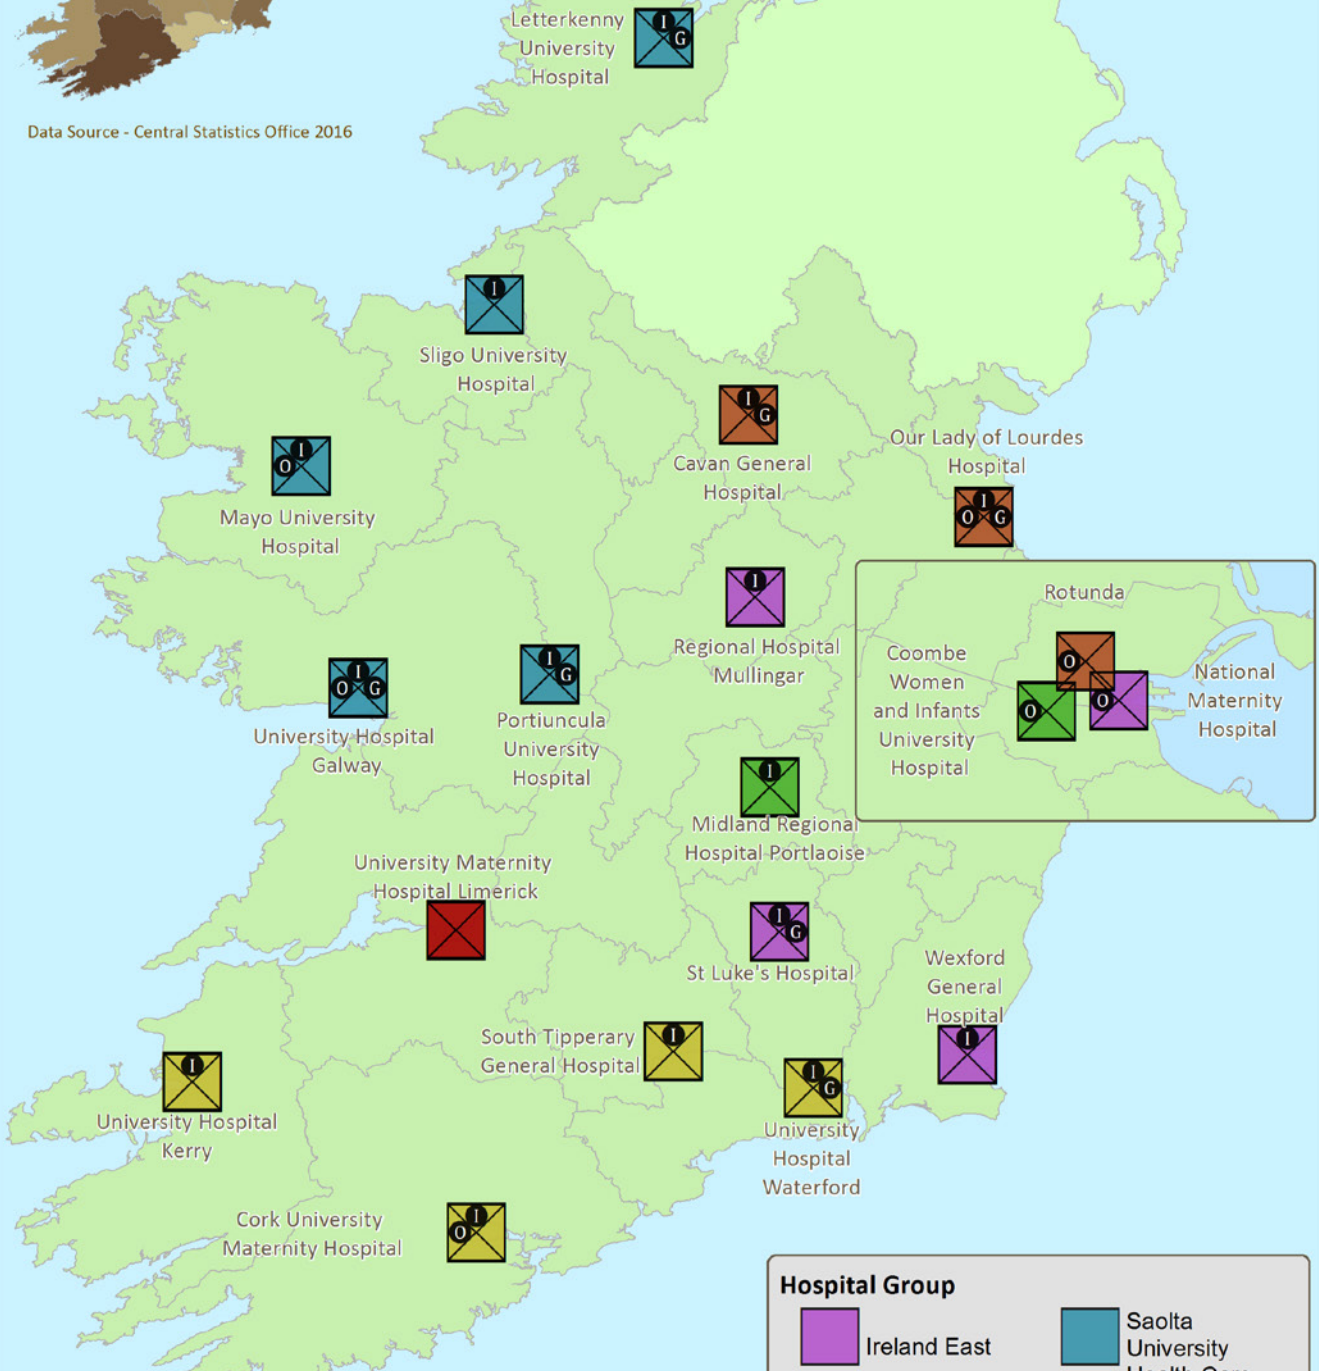 Letterkenny
University
Hospital
I
G
Data Source - Central Statistics Office 2016
I
Sligo University
Hospital
I
G
Cavan General
Hospital
Our Lady of Lourdes
Hospital
I
O G
I
O
Mayo University
Hospital
I
Regional Hospital
Mullingar
Rotunda
O
Coombe
Women
and Infants
University
Hospital
O
O
National
Maternity
Hospital
I
O G
University Hospital
Galway
I
G
Portiuncula
University
Hospital
I
Midland Regional
Hospital Portlaoise
University Maternity
Hospital Limerick
I
G
St Luke's Hospital
Wexford
General
Hospital
I
South Tipperary
General Hospital
I
I
University Hospital
Kerry
I
G
University
Hospital
Waterford
Cork University
Maternity Hospital
I
O
Hospital Group
Ireland East
Saolta
University
Health Care